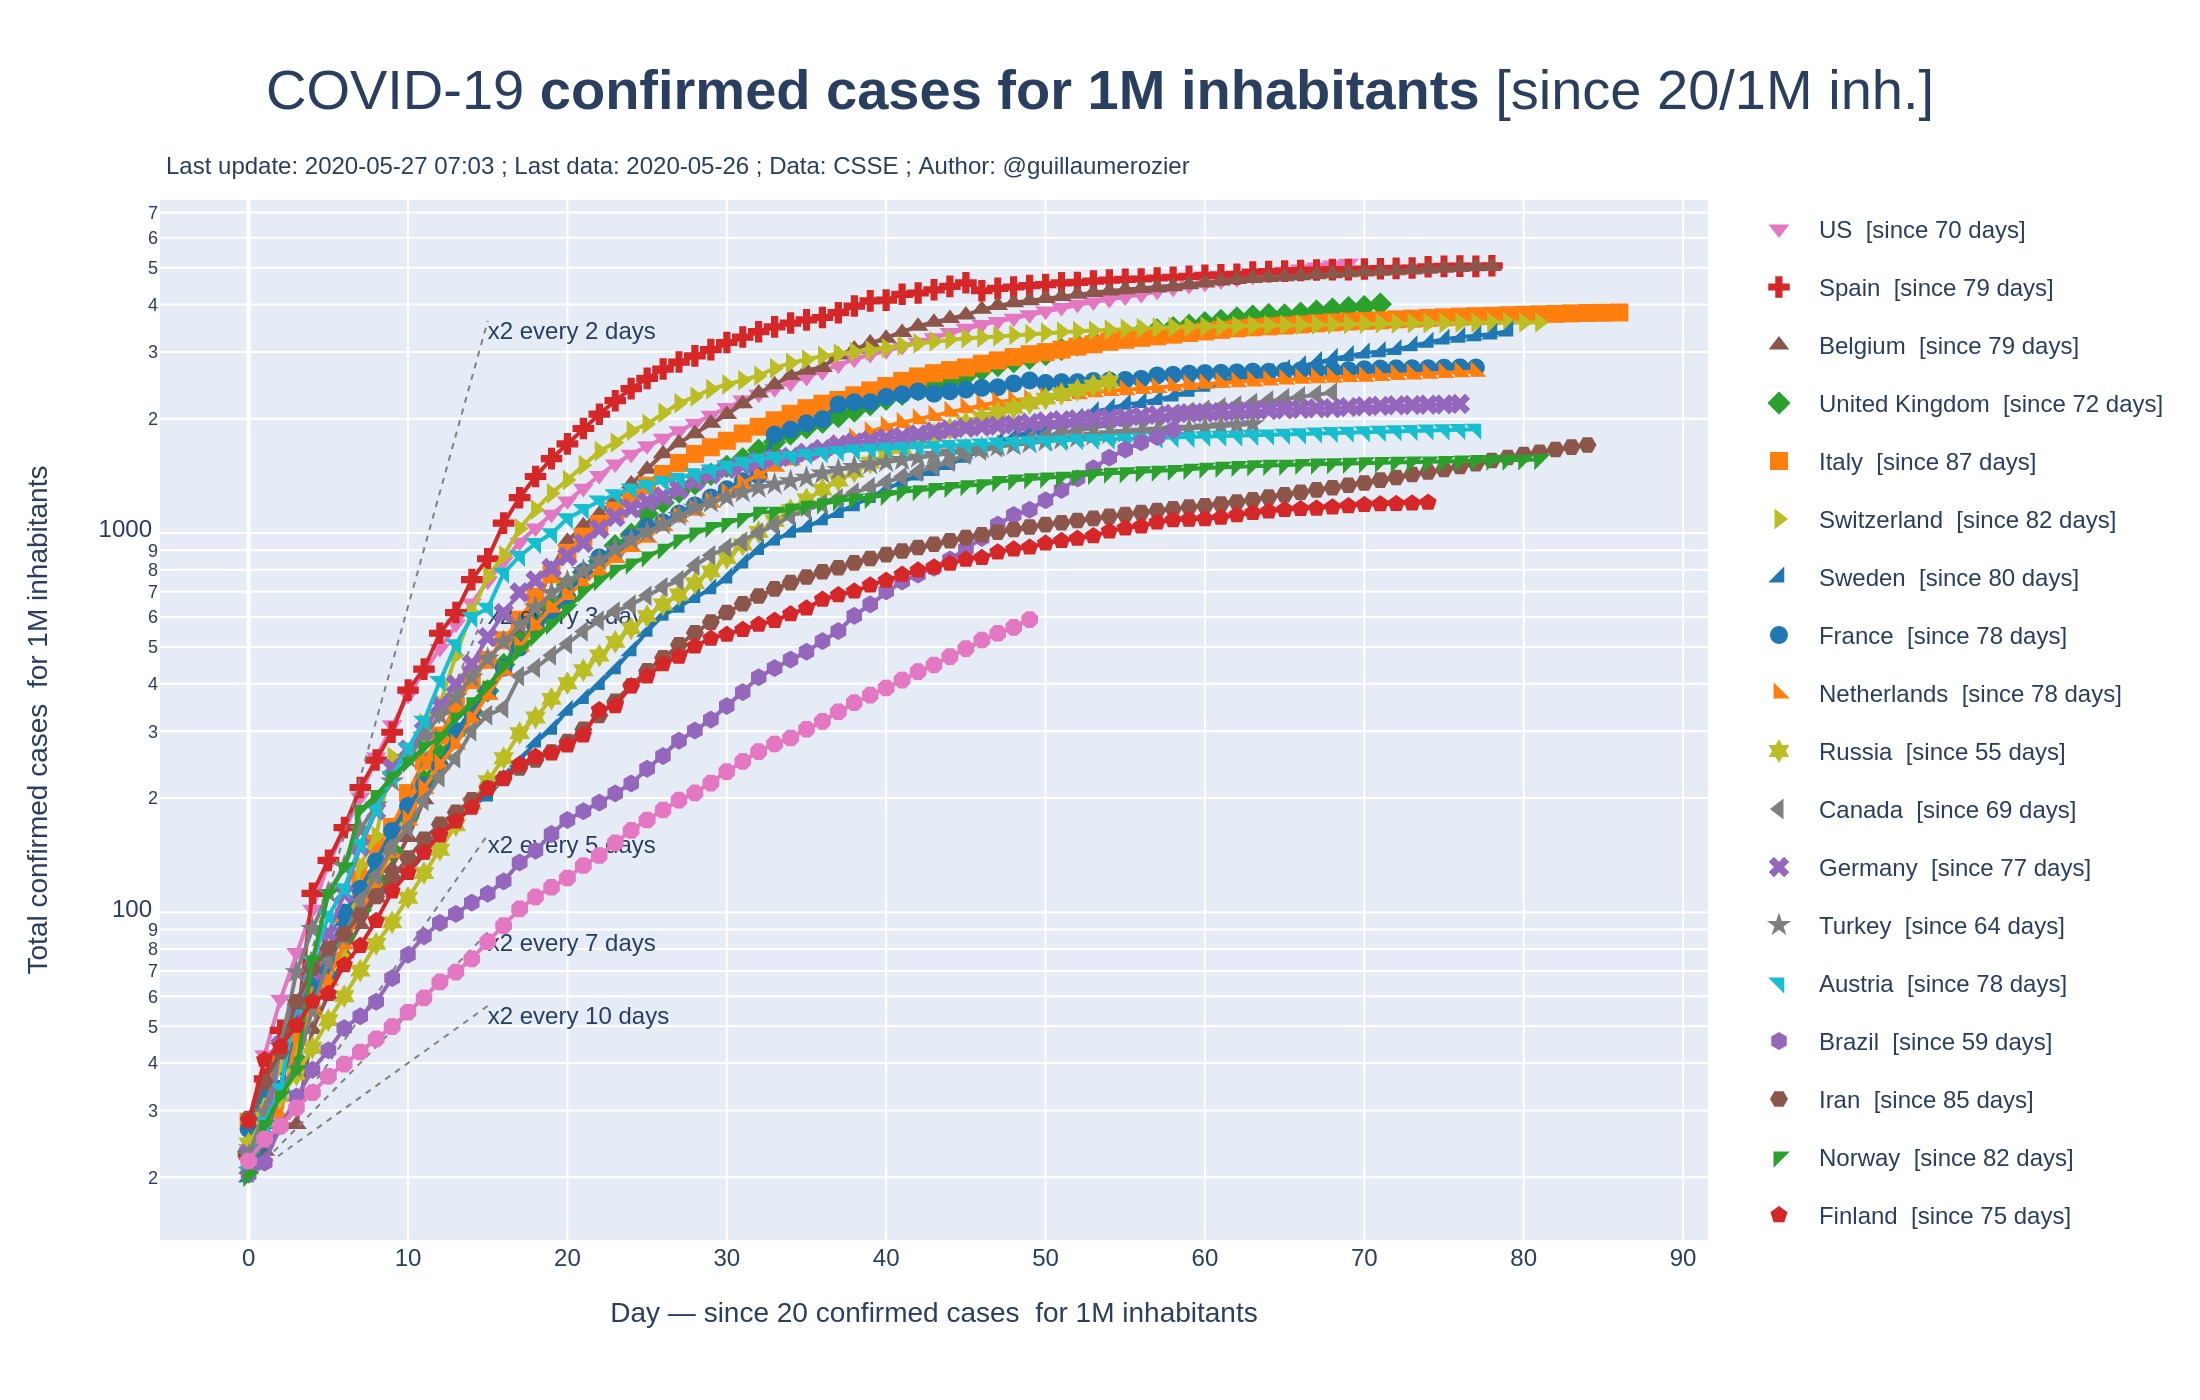 COVID-19 confirmed cases for 1M inhabitants [since 20/1M inh.]
Last update: 2020-05-27 07:03 ; Last data: 2020-05-26 ; Data: CSSE ; Author: @guillaumerozier
7
6
5
4
3
2
1000
9
8
7
6
5
4
3
2
100
9
8
7
6
5
4
3
2
Total confirmed cases for 1M inhabitants
x2 every 2 days
x2 every 3 days
x2 every 5 days
x2 every 7 days
x2 every 10 days
0 10 20 30 40 50 60 70 80 90
Day — since 20 confirmed cases for 1M inhabitants
US [since 70 days]
Spain [since 79 days]
Belgium [since 79 days]
United Kingdom [since 72 days]
Italy [since 87 days]
Switzerland [since 82 days]
Sweden [since 80 days]
France [since 78 days]
Netherlands [since 78 days]
Russia [since 55 days]
Canada [since 69 days]
Germany [since 77 days]
Turkey [since 64 days]
Austria [since 78 days]
Brazil [since 59 days]
Iran [since 85 days]
Norway [since 82 days]
Finland [since 75 days]